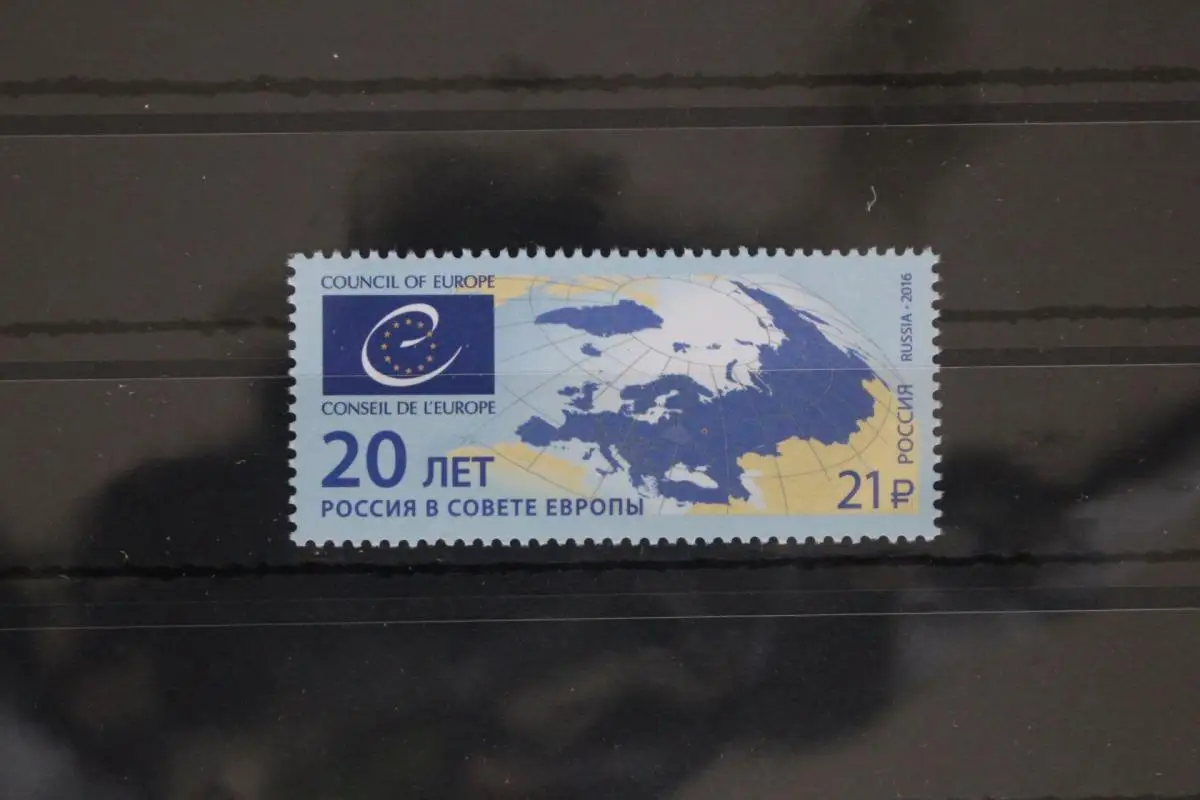 COUNCIL OF EUROPE
CONSEIL DE L'EUROPE
20 ЛЕТ
РОССИЯ В СОВЕТЕ ЕВРОПЫ
21₽
РОССИЯ RUSSIA • 2016